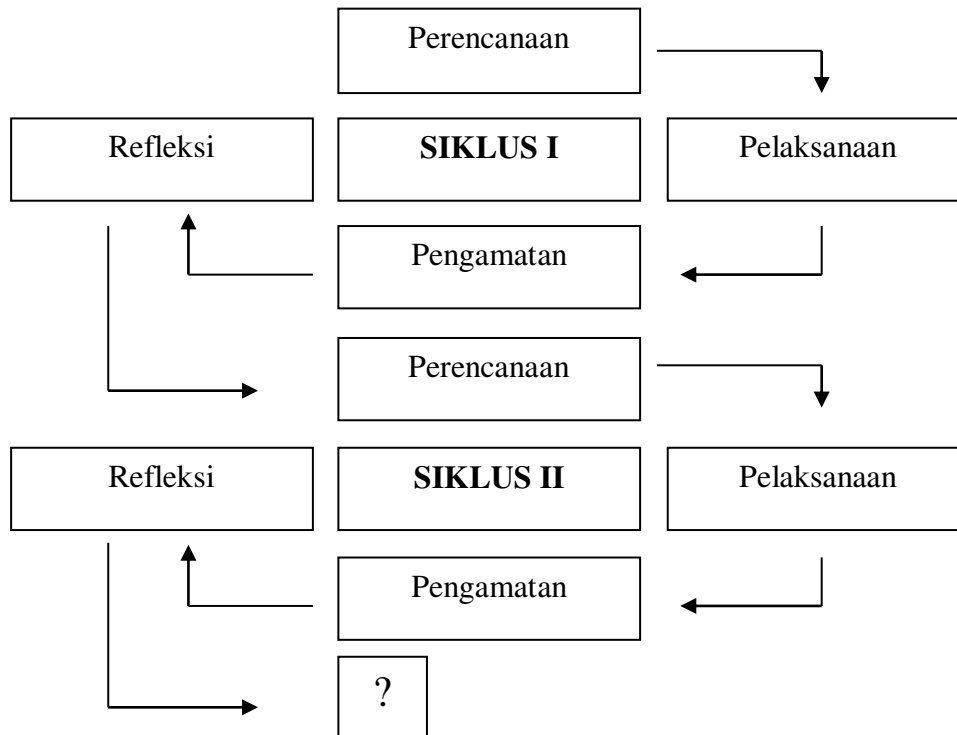 Perencanaan
Refleksi
SIKLUS I
Pelaksanaan
Pengamatan
Perencanaan
Refleksi
SIKLUS II
Pelaksanaan
Pengamatan
?